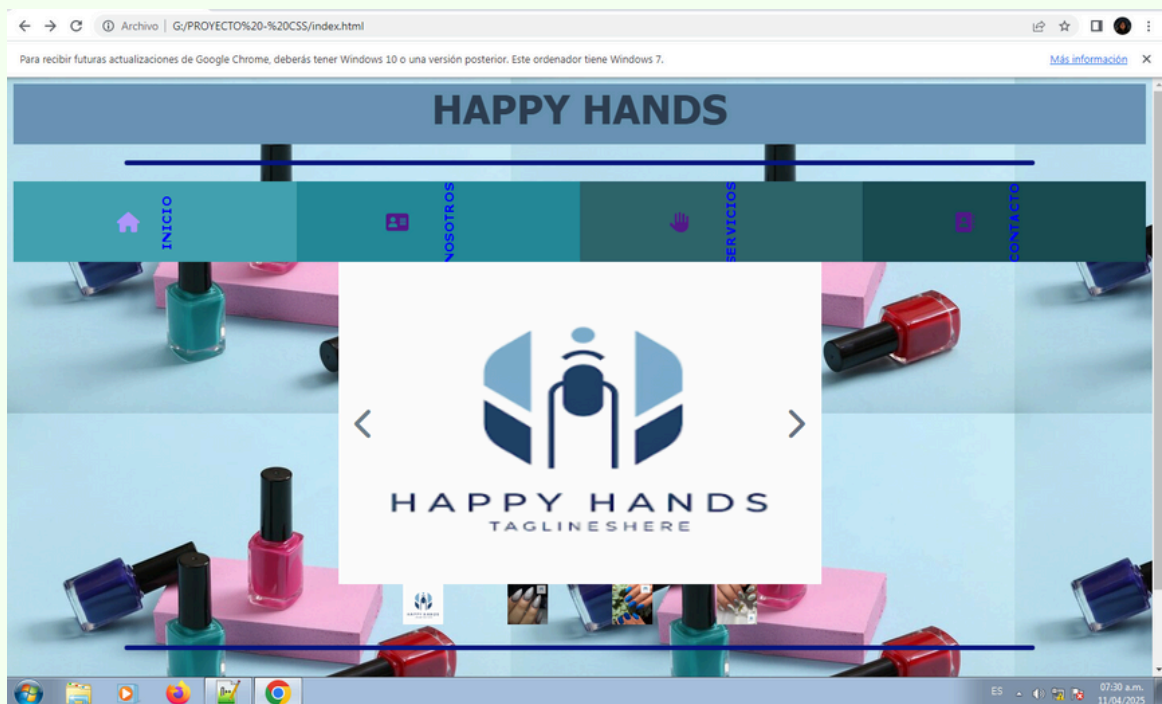 Archivo | G:/PROYECTO%20-%20CSS/index.html
Para recibir futuras actualizaciones de Google Chrome, deberás tener Windows 10 o una versión posterior. Este ordenador tiene Windows 7.
Más información
HAPPY HANDS
INICIO
NOSOTROS
SERVICIOS
CONTACTO
HAPPY HANDS
TAGLINESHERE
HAPPY HANDS
ES
07:30 a.m.
11/04/2025